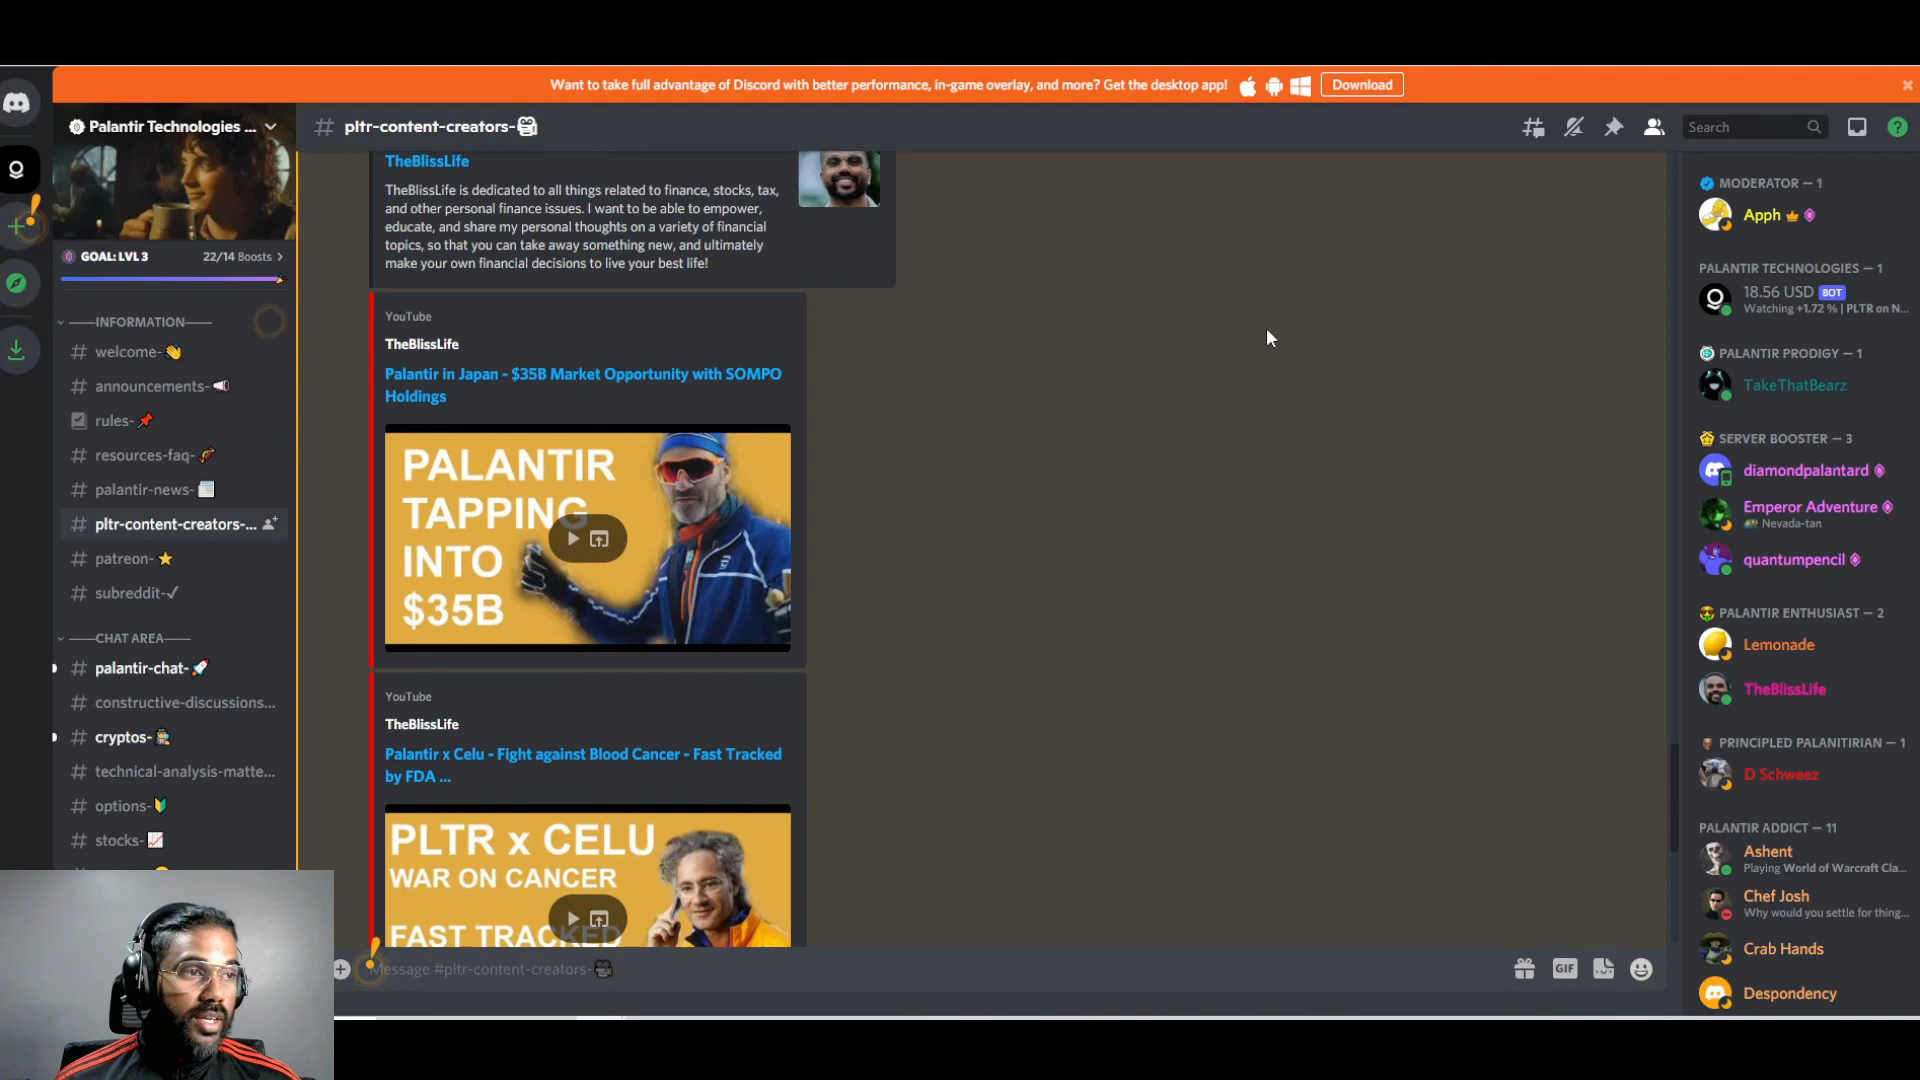 Want to take full advantage of Discord with better performance, in-game overlay, and more? Get the desktop app!
Download
Palantir Technologies ...
GOAL: LVL 3
22/14 Boosts
INFORMATION
welcome-
announcements-
rules-
resources-faq-
palantir-news-
pltr-content-creators-...
patreon-
subreddit-✓
CHAT AREA
palantir-chat-
constructive-discussions...
cryptos-
technical-analysis-matte...
options-
stocks-
# pltr-content-creators-
Search
TheBlissLife
TheBlissLife is dedicated to all things related to finance, stocks, tax,
and other personal finance issues. I want to be able to empower,
educate, and share my personal thoughts on a variety of financial
topics, so that you can take away something new, and ultimately
make your own financial decisions to live your best life!
YouTube
TheBlissLife
Palantir in Japan - $35B Market Opportunity with SOMPO
Holdings
PALANTIR
TAPPING
INTO
$35B
YouTube
TheBlissLife
Palantir x Celu - Fight against Blood Cancer - Fast Tracked
by FDA ...
PLTR x CELU
WAR ON CANCER
FAST TRACKED
Message #pltr-content-creators-
GIF
MODERATOR — 1
Apph
PALANTIR TECHNOLOGIES — 1
18.56 USD BOT
Watching +1.72 % | PLTR on N...
PALANTIR PRODIGY — 1
TakeThatBearz
SERVER BOOSTER — 3
diamondpalantard
Emperor Adventure
Nevada-tan
quantumpencil
PALANTIR ENTHUSIAST — 2
Lemonade
TheBlissLife
PRINCIPLED PALANITIRIAN — 1
D Schweez
PALANTIR ADDICT — 11
Ashent
Playing World of Warcraft Cla...
Chef Josh
Why would you settle for thing...
Crab Hands
Despondency